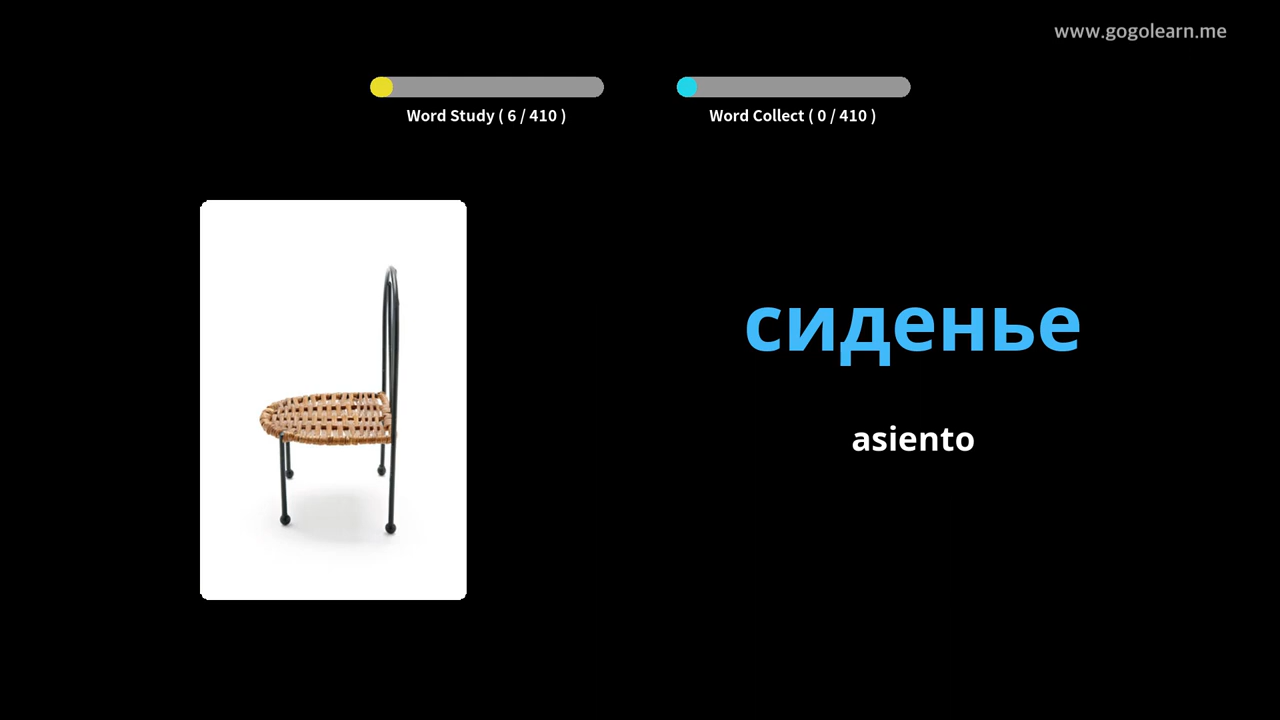 www.gogolearn.me
Word Study ( 6 / 410 )
Word Collect ( 0 / 410 )
сиденье
asiento